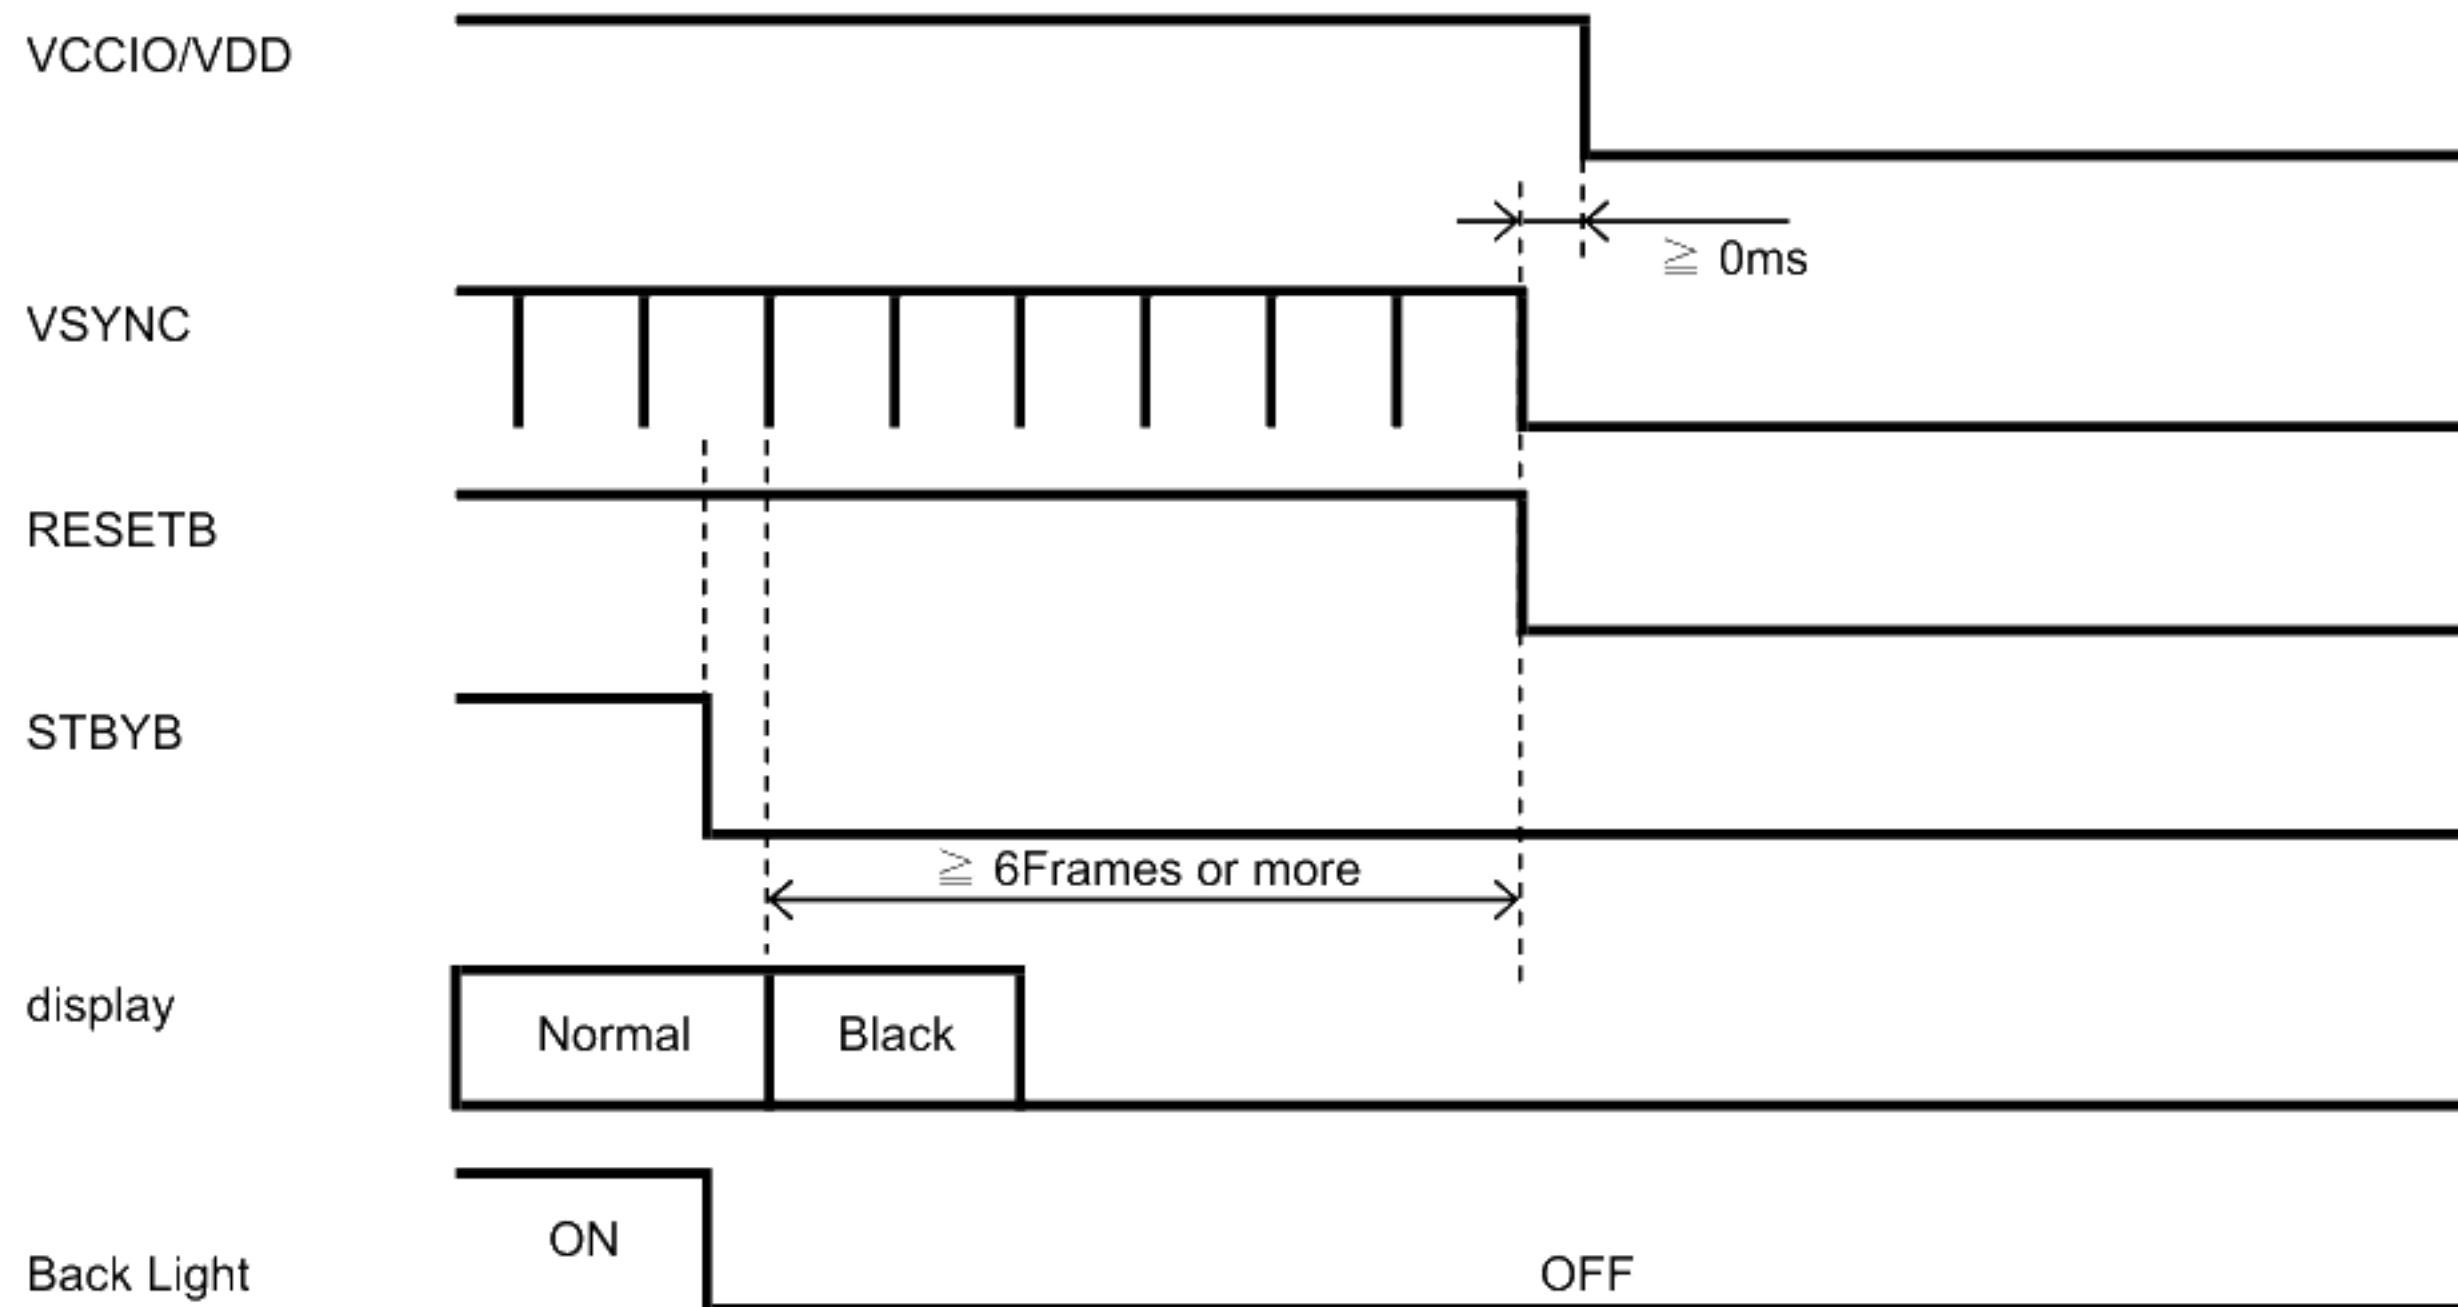 VCCIO/VDD
≧ 0ms
VSYNC
RESETB
STBYB
≧ 6Frames or more
display
Normal
Black
ON
Back Light
OFF